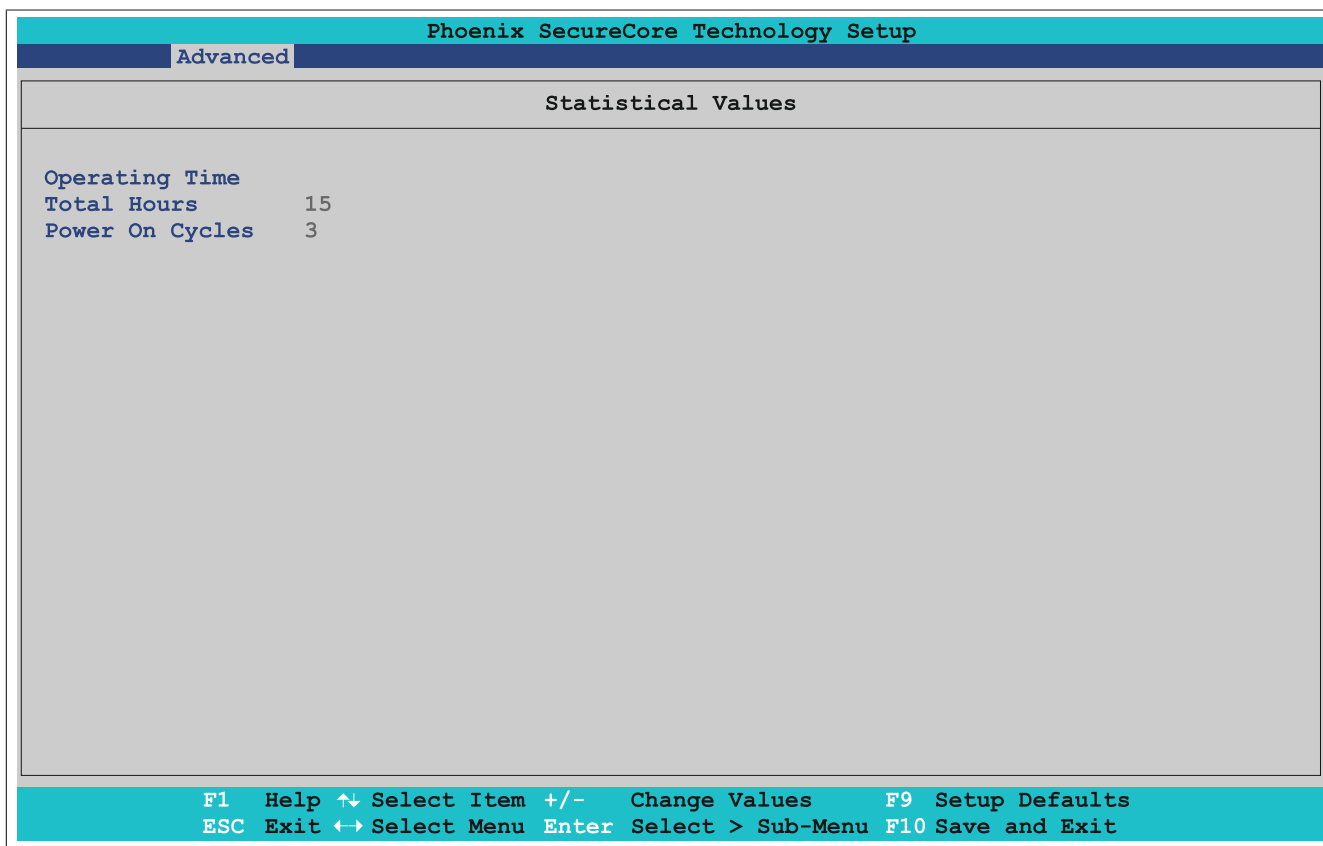 Phoenix SecureCore Technology Setup
Advanced
Statistical Values
Operating Time
Total Hours 15
Power On Cycles 3
F1 Help ↑↓ Select Item +/- Change Values F9 Setup Defaults
ESC Exit ←→ Select Menu Enter Select > Sub-Menu F10 Save and Exit